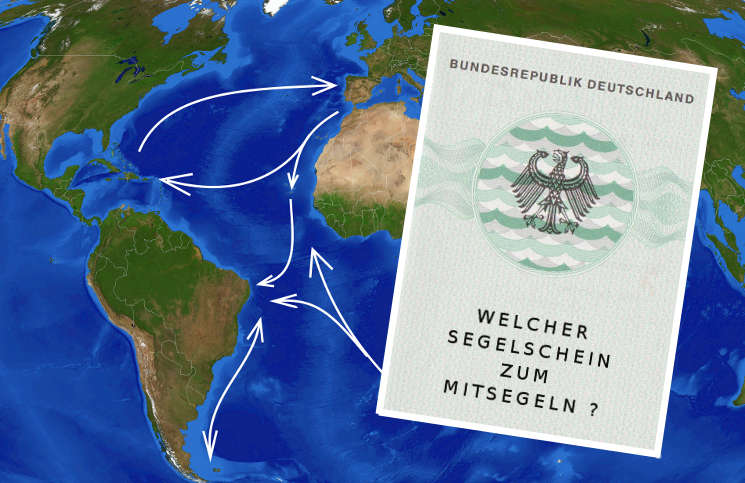 BUNDESREPUBLIK DEUTSCHLAND
WELCHER
SEGELSCHEIN
ZUM
MITSEGELN ?